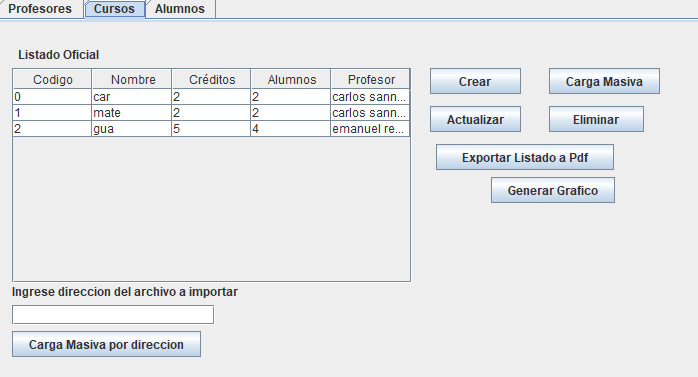 Profesores Cursos Alumnos
Listado Oficial
Codigo Nombre Créditos Alumnos Profesor
0 car 2 2 carlos sann...
1 mate 2 2 carlos sann...
2 gua 5 4 emanuel re...
Crear Carga Masiva
Actualizar Eliminar
Exportar Listado a Pdf
Generar Grafico
Ingrese direccion del archivo a importar
Carga Masiva por direccion